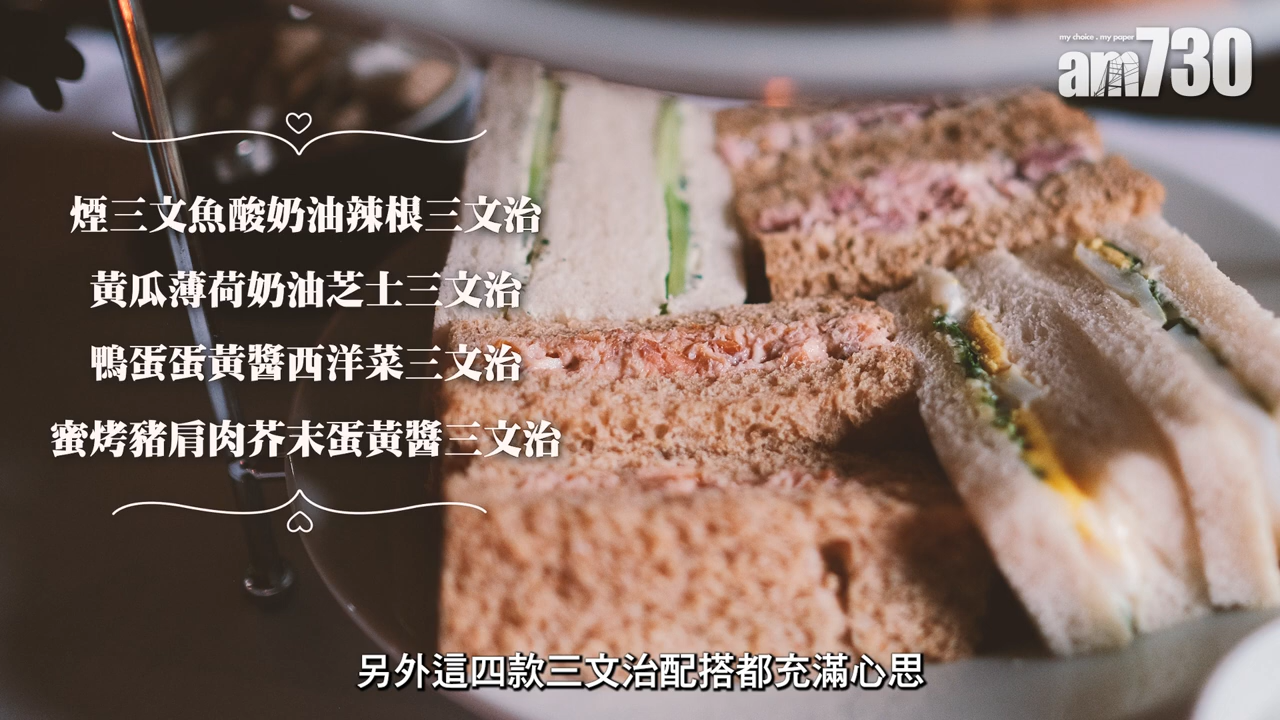 my choice . my paper
am730
煙三文魚酸奶油辣根三文治
黃瓜薄荷奶油芝士三文治
鴨蛋蛋黃醬西洋菜三文治
蜜烤豬肩肉芥末蛋黃醬三文治
另外這四款三文治配搭都充滿心思